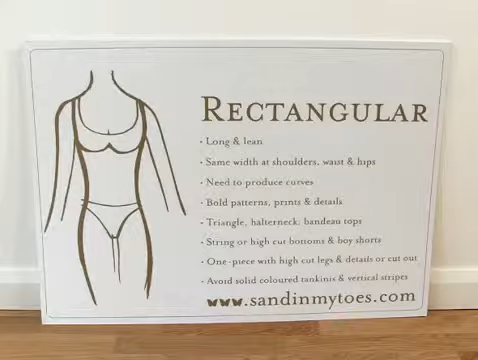 RECTANGULAR
· Long & lean
· Same width at shoulders, waist & hips
· Need to produce curves
· Bold patterns, prints & details
· Triangle, halterneck, bandeau tops
· String or high cut bottoms & boy shorts
· One-piece with high cut legs & details or cut out
· Avoid solid coloured tankinis & vertical stripes
www.sandinmytoes.com